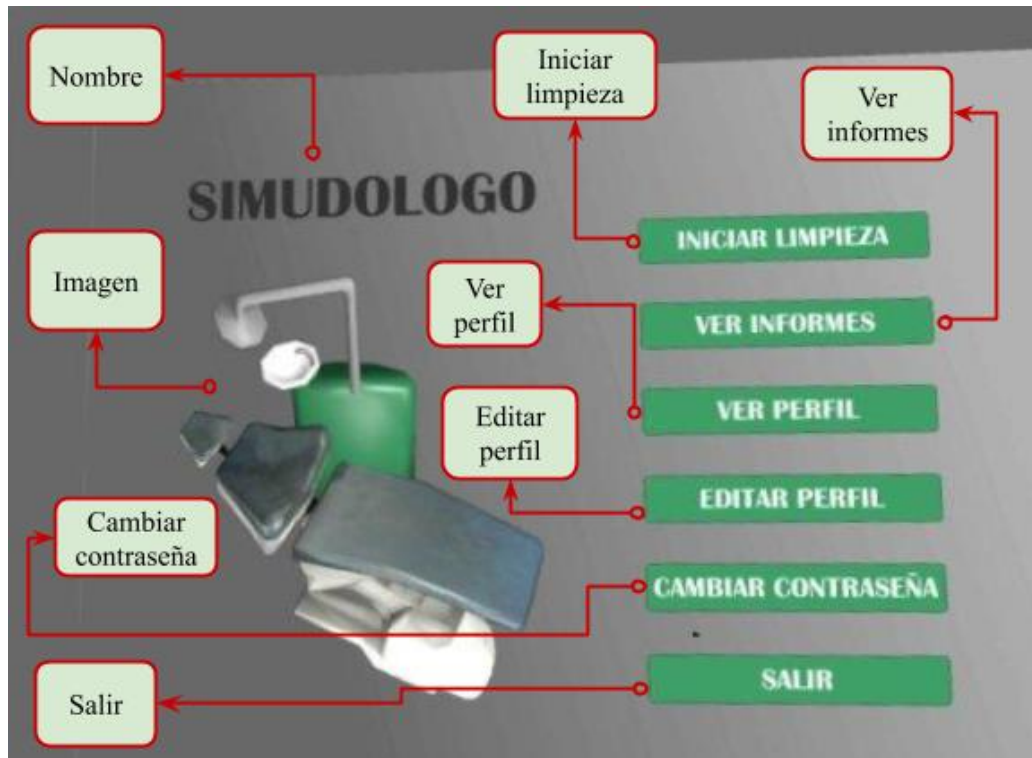 Nombre
Iniciar
limpieza
Ver
informes
SIMUDOLOGO
INICIAR LIMPIEZA
Imagen
Ver
perfil
VER INFORMES
VER PERFIL
Editar
perfil
EDITAR PERFIL
Cambiar
contraseña
CAMBIAR CONTRASEÑA
Salir
SALIR